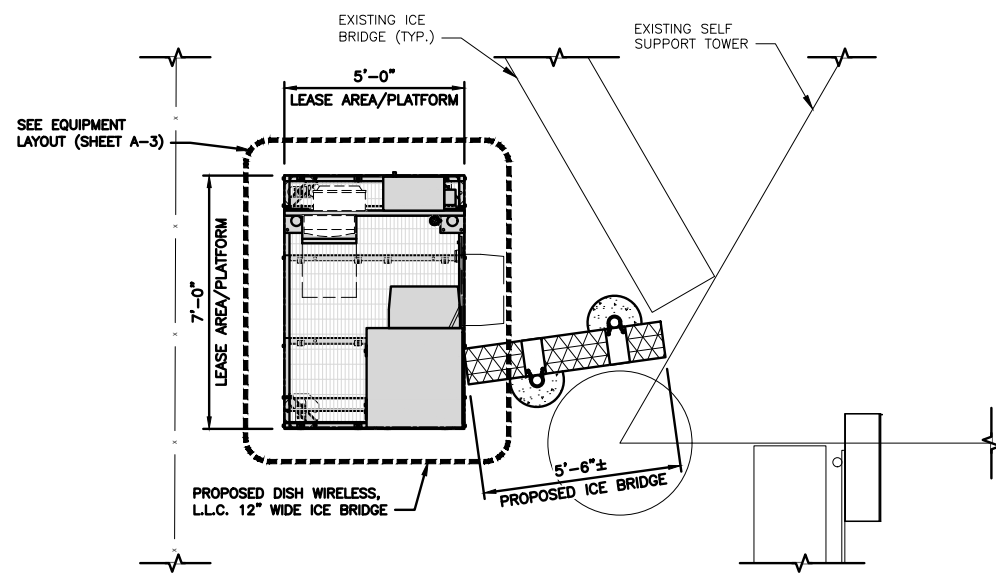 EXISTING ICE
BRIDGE (TYP.)
EXISTING SELF
SUPPORT TOWER
5'-0"
LEASE AREA/PLATFORM
SEE EQUIPMENT
LAYOUT (SHEET A-3)
7'-0"
LEASE AREA/PLATFORM
5'-6"±
PROPOSED ICE BRIDGE
PROPOSED DISH WIRELESS,
L.L.C. 12" WIDE ICE BRIDGE